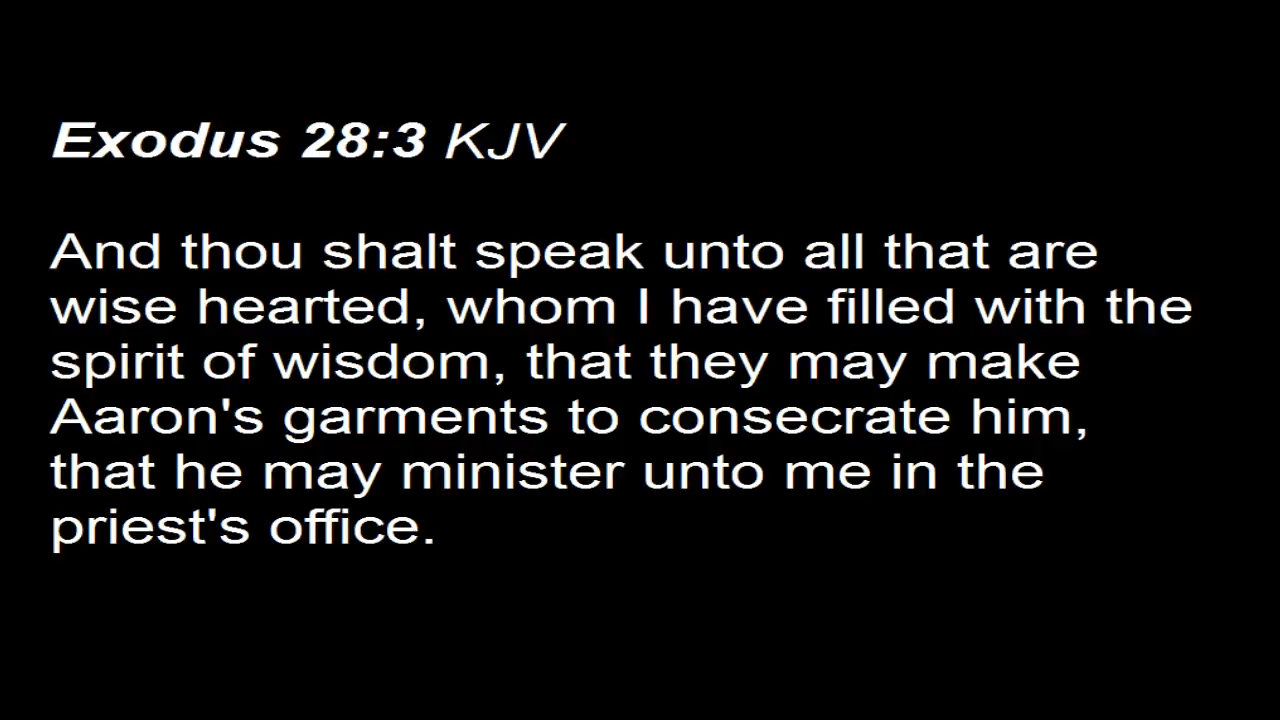 Exodus 28:3 KJV
And thou shalt speak unto all that are
wise hearted, whom I have filled with the
spirit of wisdom, that they may make
Aaron's garments to consecrate him,
that he may minister unto me in the
priest's office.